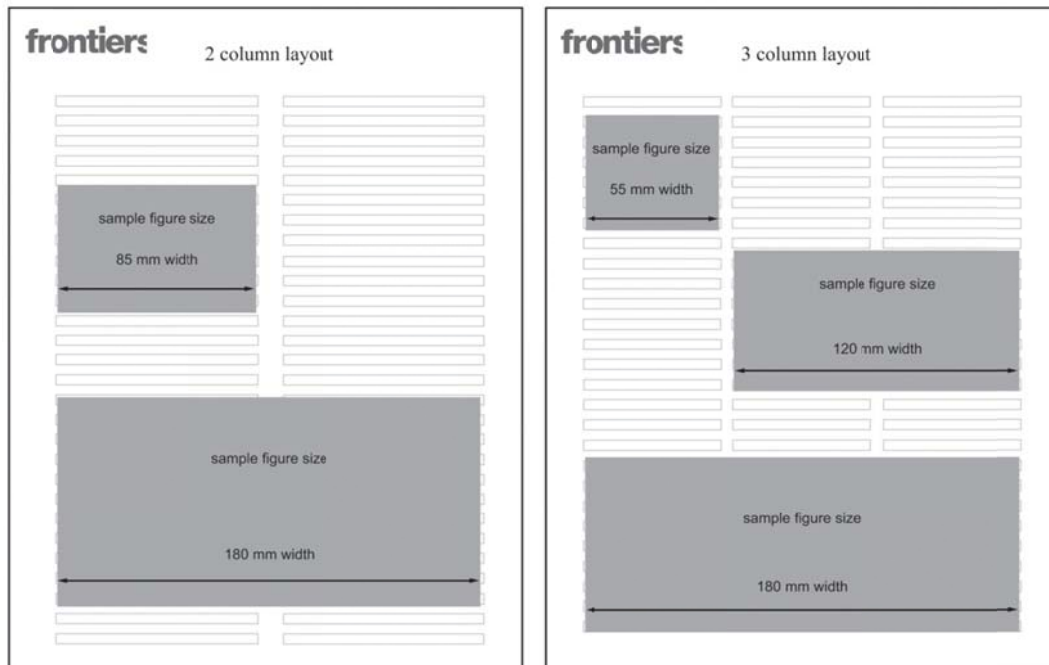 frontiers
2 column layout
sample figure size
85 mm width
sample figure size
180 mm width
frontiers
3 column layout
sample figure size
55 mm width
sample figure size
120 mm width
sample figure size
180 mm width